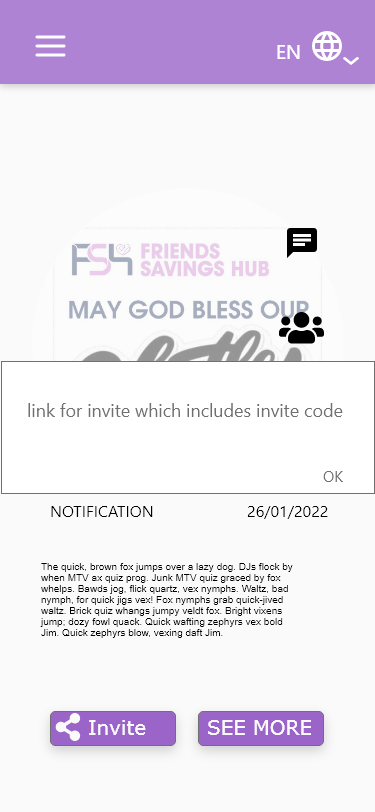 EN
FSH FRIENDS
SAVINGS HUB
MAY GOD BLESS OUR
link for invite which includes invite code
OK
NOTIFICATION 26/01/2022
The quick, brown fox jumps over a lazy dog. DJs flock by
when MTV ax quiz prog. Junk MTV quiz graced by fox
whelps. Bawds jog, flick quartz, vex nymphs. Waltz, bad
nymph, for quick jigs vex! Fox nymphs grab quick-jived
waltz. Brick quiz whangs jumpy veldt fox. Bright vixens
jump; dozy fowl quack. Quick wafting zephyrs vex bold
Jim. Quick zephyrs blow, vexing daft Jim.
Invite SEE MORE